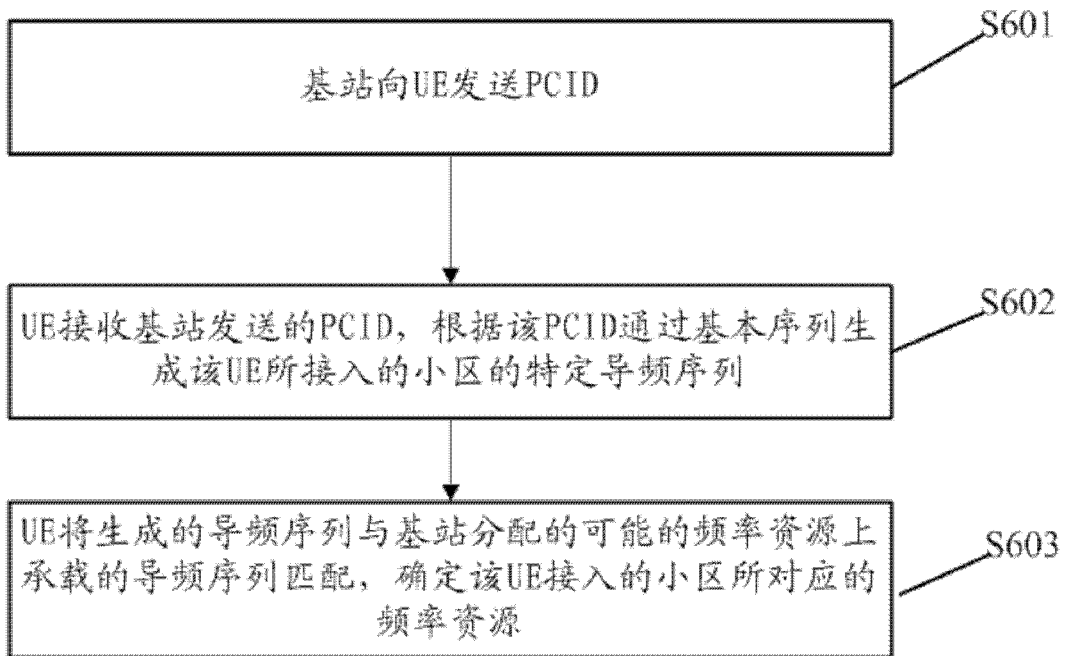 S601
基站向UE发送PCID
S602
UE接收基站发送的PCID，根据该PCID通过基本序列生
成该UE所接入的小区的特定导频序列
S603
UE将生成的导频序列与基站分配的可能的频率资源上
承载的导频序列匹配，确定该UE接入的小区所对应的
频率资源